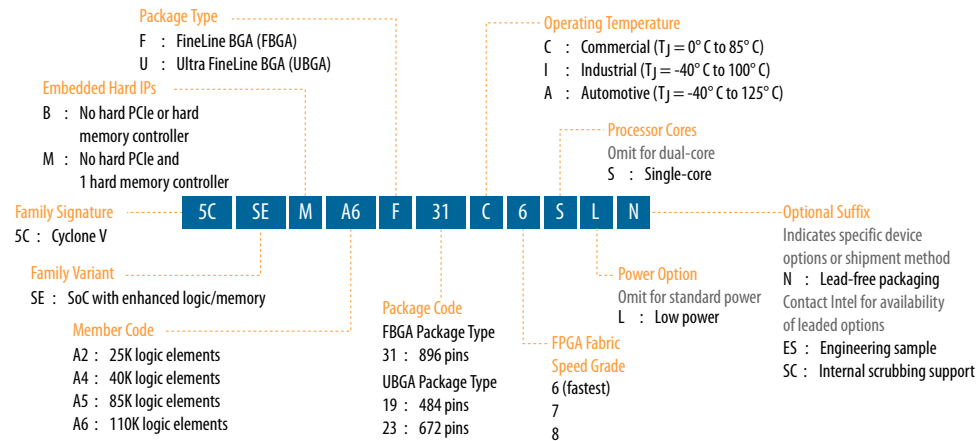 Package Type
F : FineLine BGA (FBGA)
U : Ultra FineLine BGA (UBGA)
Operating Temperature
C : Commercial (TJ = 0° C to 85° C)
I : Industrial (TJ = -40° C to 100° C)
A : Automotive (TJ = -40° C to 125° C)
Embedded Hard IPs
B : No hard PCIe or hard
memory controller
M : No hard PCIe and
1 hard memory controller
Processor Cores
Omit for dual-core
S : Single-core
Family Signature
5C : Cyclone V
5C SE M A6 F 31 C 6 S L N
Optional Suffix
Indicates specific device
options or shipment method
N : Lead-free packaging
Contact Intel for availability
of leaded options
ES : Engineering sample
SC : Internal scrubbing support
Family Variant
SE : SoC with enhanced logic/memory
Member Code
A2 : 25K logic elements
A4 : 40K logic elements
A5 : 85K logic elements
A6 : 110K logic elements
Package Code
FBGA Package Type
31 : 896 pins
UBGA Package Type
19 : 484 pins
23 : 672 pins
Power Option
Omit for standard power
L : Low power
FPGA Fabric
Speed Grade
6 (fastest)
7
8